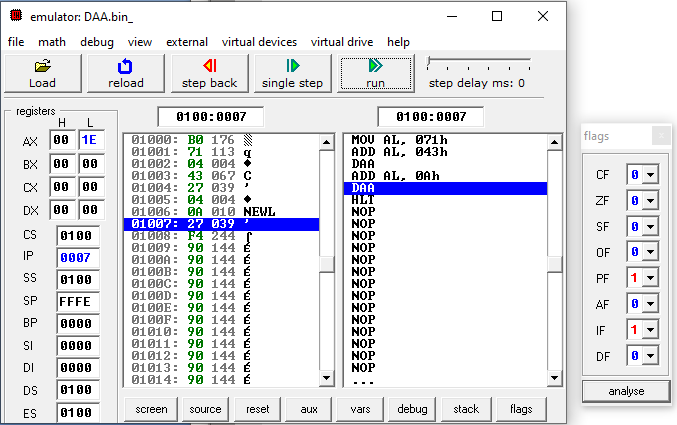 emulator: DAA.bin_
file math debug view external virtual devices virtual drive help
Load reload step back single step run step delay ms: 0
registers
H L
AX 00 1E
BX 00 00
CX 00 00
DX 00 00
CS 0100
IP 0007
SS 0100
SP FFFE
BP 0000
SI 0000
DI 0000
DS 0100
ES 0100
0100:0007
01000: B0 176 ▒
01001: 71 113 q
01002: 04 004 ♦
01003: 43 067 C
01004: 27 039 '
01005: 04 004 ♦
01006: 0A 010 NEWL
01007: 27 039 '
01008: F4 244 ⌠
01009: 90 144 É
0100A: 90 144 É
0100B: 90 144 É
0100C: 90 144 É
0100D: 90 144 É
0100E: 90 144 É
0100F: 90 144 É
01010: 90 144 É
01011: 90 144 É
01012: 90 144 É
01013: 90 144 É
01014: 90 144 É
0100:0007
MOV AL, 071h
ADD AL, 043h
DAA
ADD AL, 0Ah
DAA
HLT
NOP
NOP
NOP
NOP
NOP
NOP
NOP
NOP
NOP
NOP
NOP
NOP
NOP
NOP
...
screen source reset aux vars debug stack flags
flags
CF 0
ZF 0
SF 0
OF 0
PF 1
AF 0
IF 1
DF 0
analyse